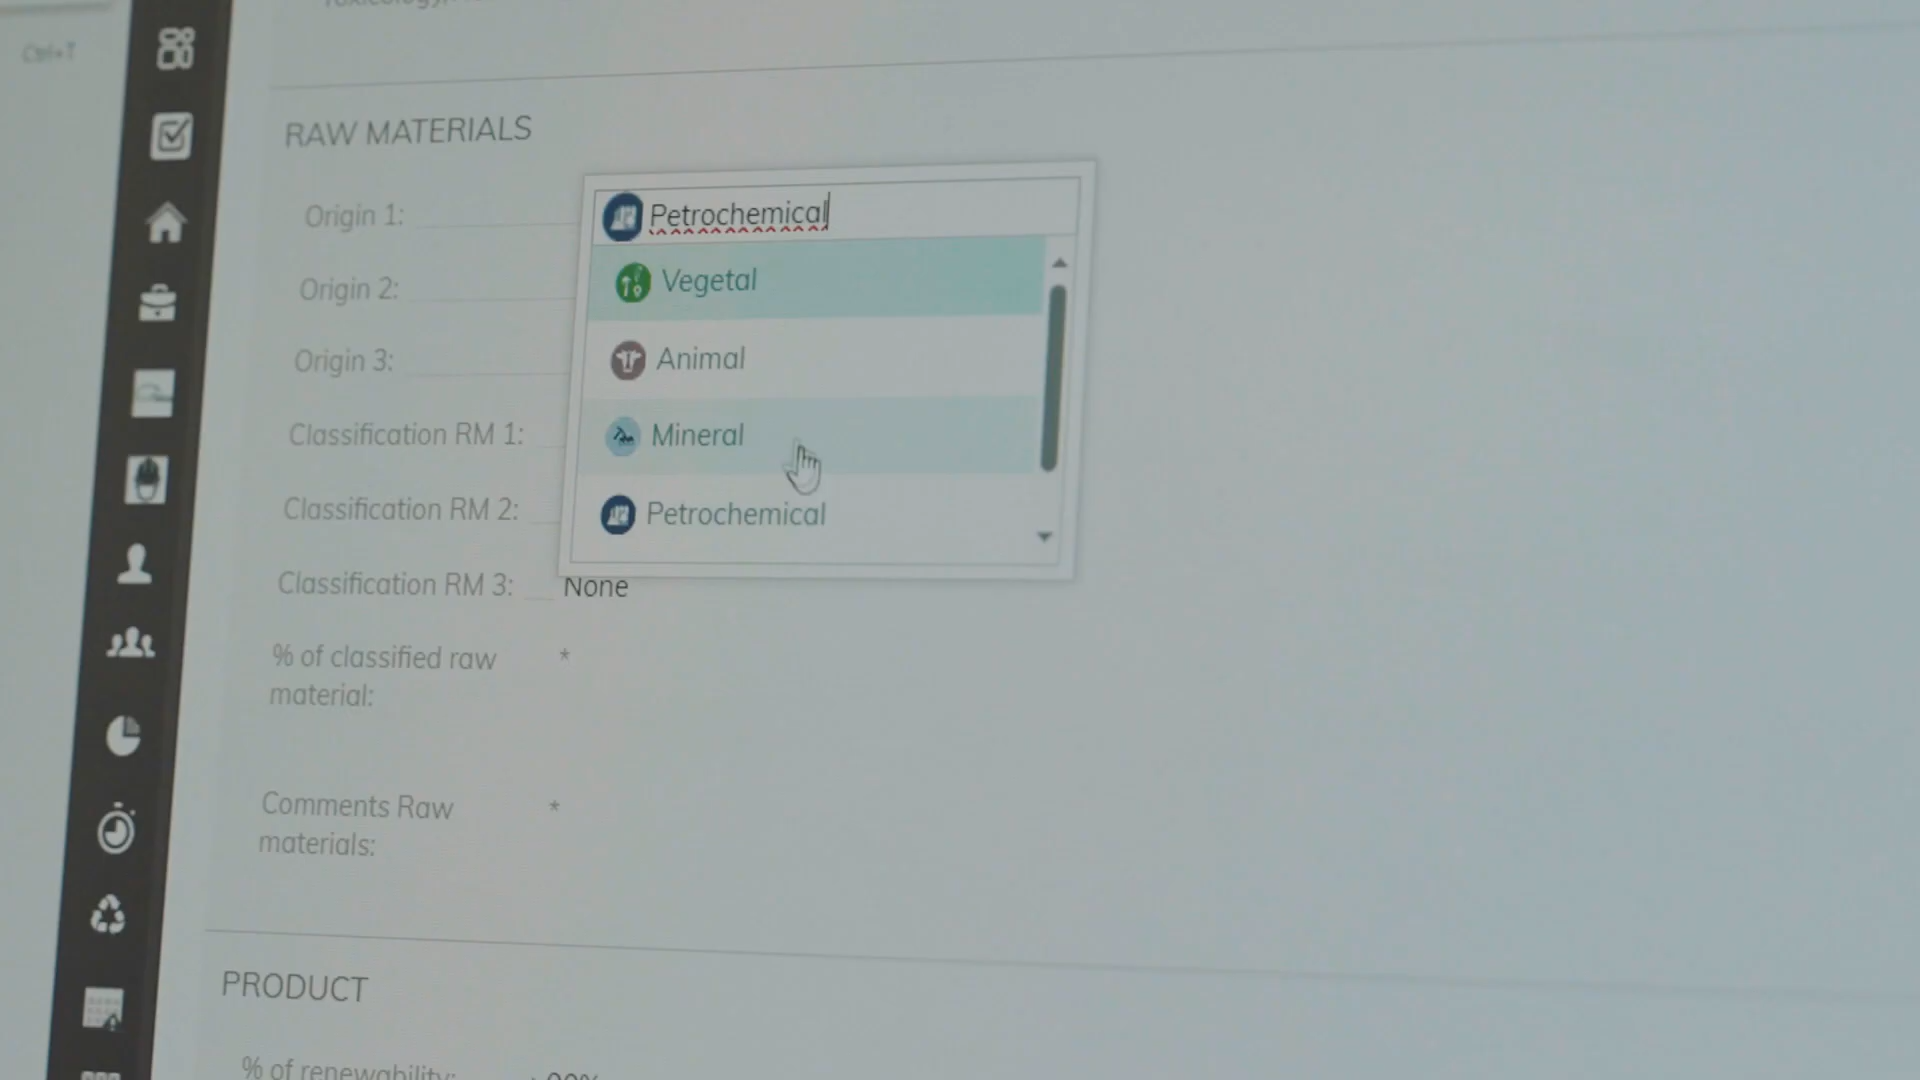 Ctrl+T
RAW MATERIALS
Origin 1:
Petrochemical
Vegetal
Origin 2:
Animal
Origin 3:
Mineral
Classification RM 1:
Petrochemical
Classification RM 2:
Classification RM 3: None
% of classified raw *
material:
Comments Raw *
materials:
PRODUCT
% of renewability: